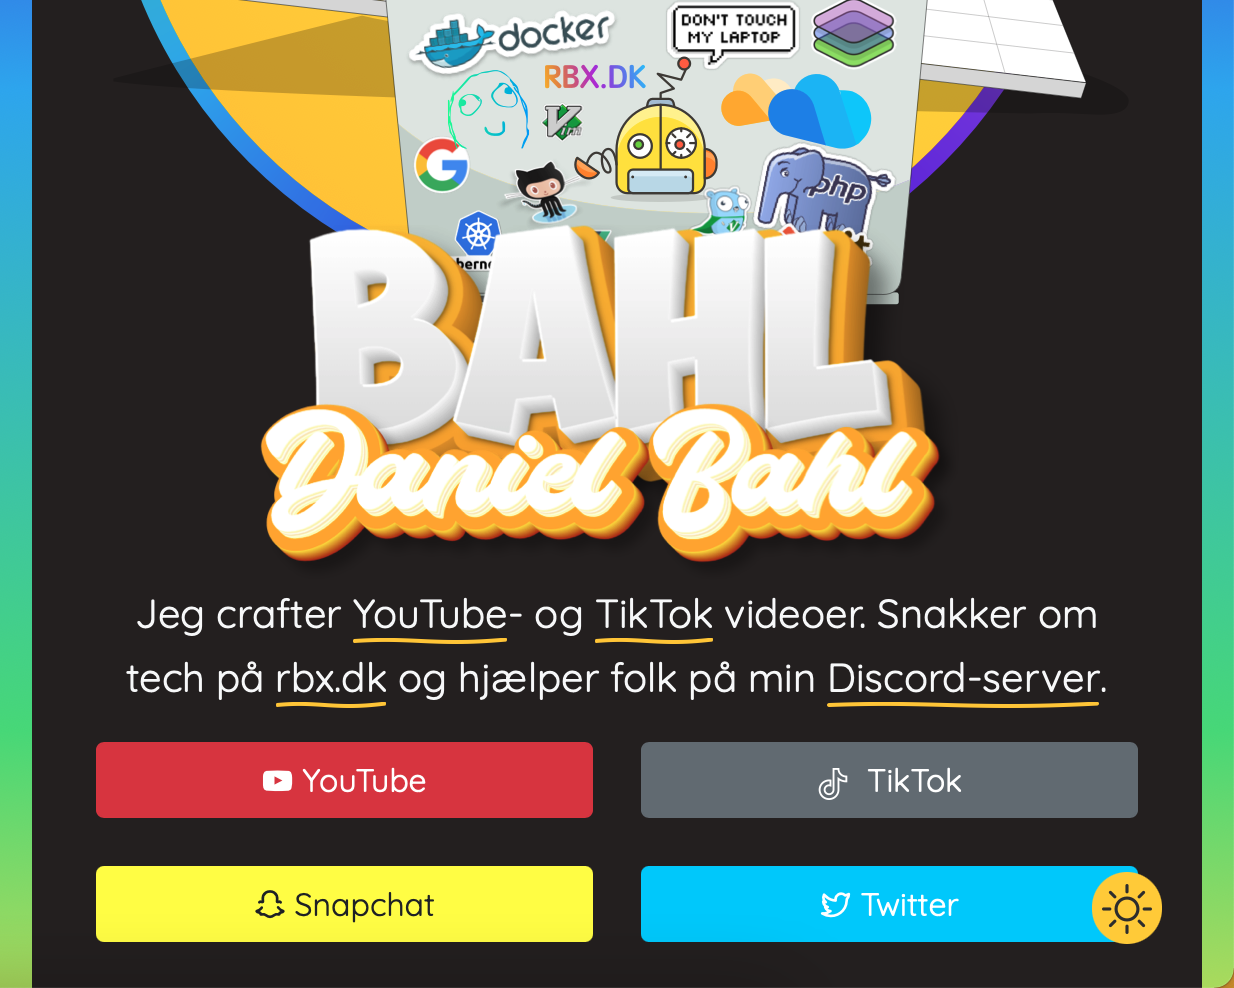 docker
DON'T TOUCH
MY LAPTOP
RBX.DK
Vim
php
BAHL
Daniel Bahl
Jeg crafter YouTube- og TikTok videoer. Snakker om
tech på rbx.dk og hjælper folk på min Discord-server.
YouTube
TikTok
Snapchat
Twitter